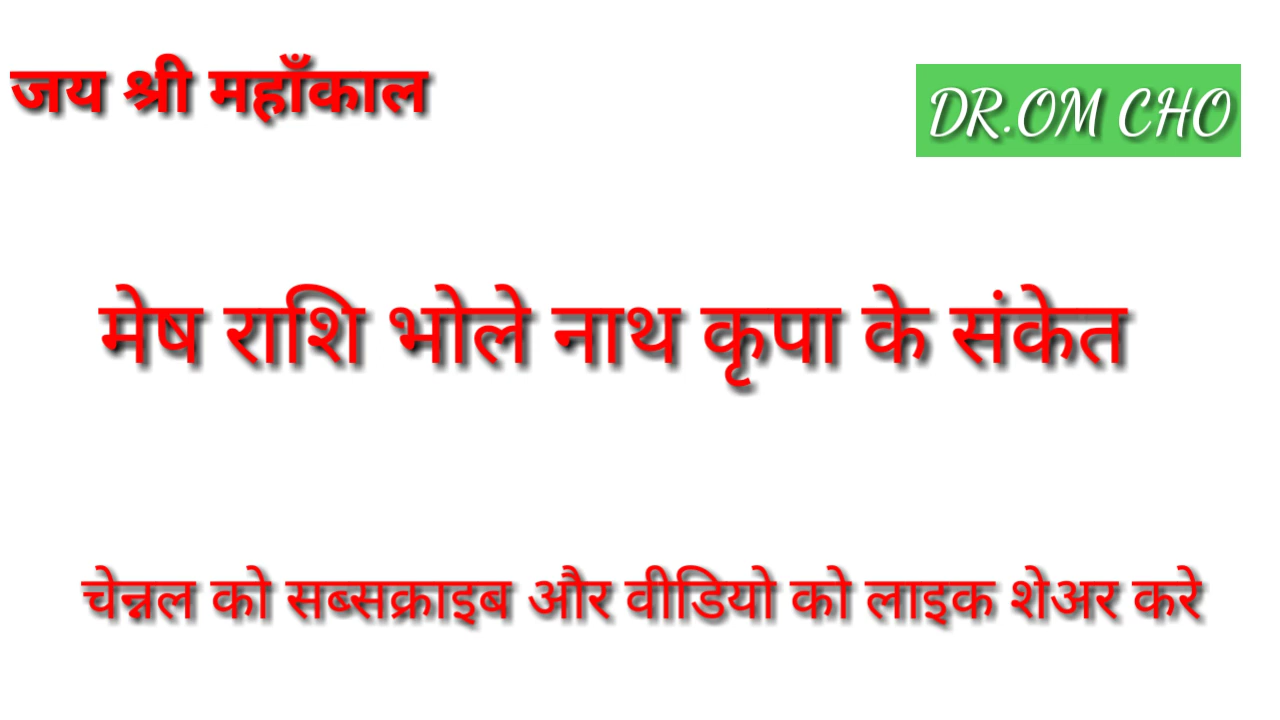 जय श्री महाँकाल
DR.OM CHO
मेष राशि भोले नाथ कृपा के संकेत
चेन्नल को सब्सक्राइब और वीडियो को लाइक शेअर करे